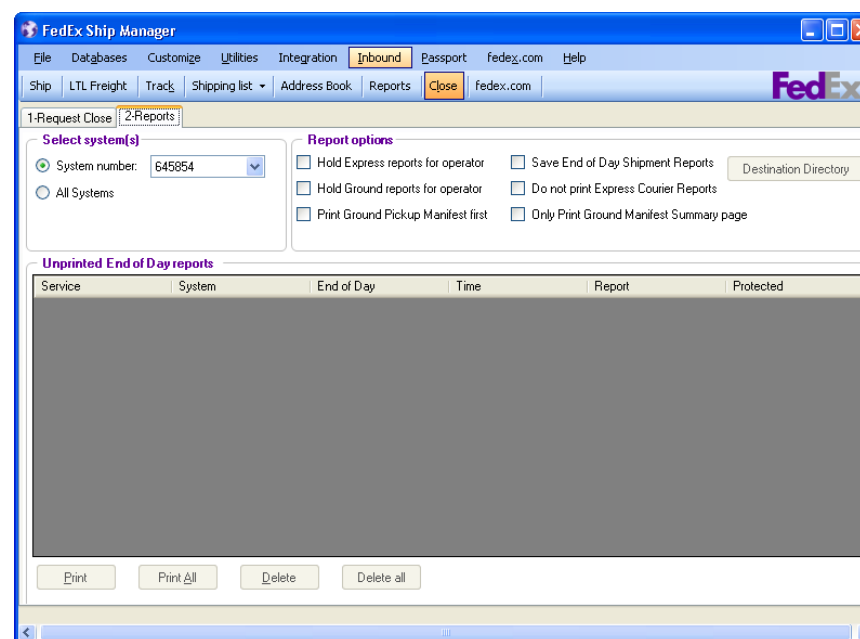 FedEx Ship Manager
File Databases Customize Utilities Integration Inbound Passport fedex.com Help
Ship LTL Freight Track Shipping list Address Book Reports Close fedex.com FedEx
1-Request Close 2-Reports
Select system(s) Report options
System number: 645854 Hold Express reports for operator Save End of Day Shipment Reports Destination Directory
All Systems Hold Ground reports for operator Do not print Express Courier Reports
Print Ground Pickup Manifest first Only Print Ground Manifest Summary page
Unprinted End of Day reports
Service System End of Day Time Report Protected
Print Print All Delete Delete all